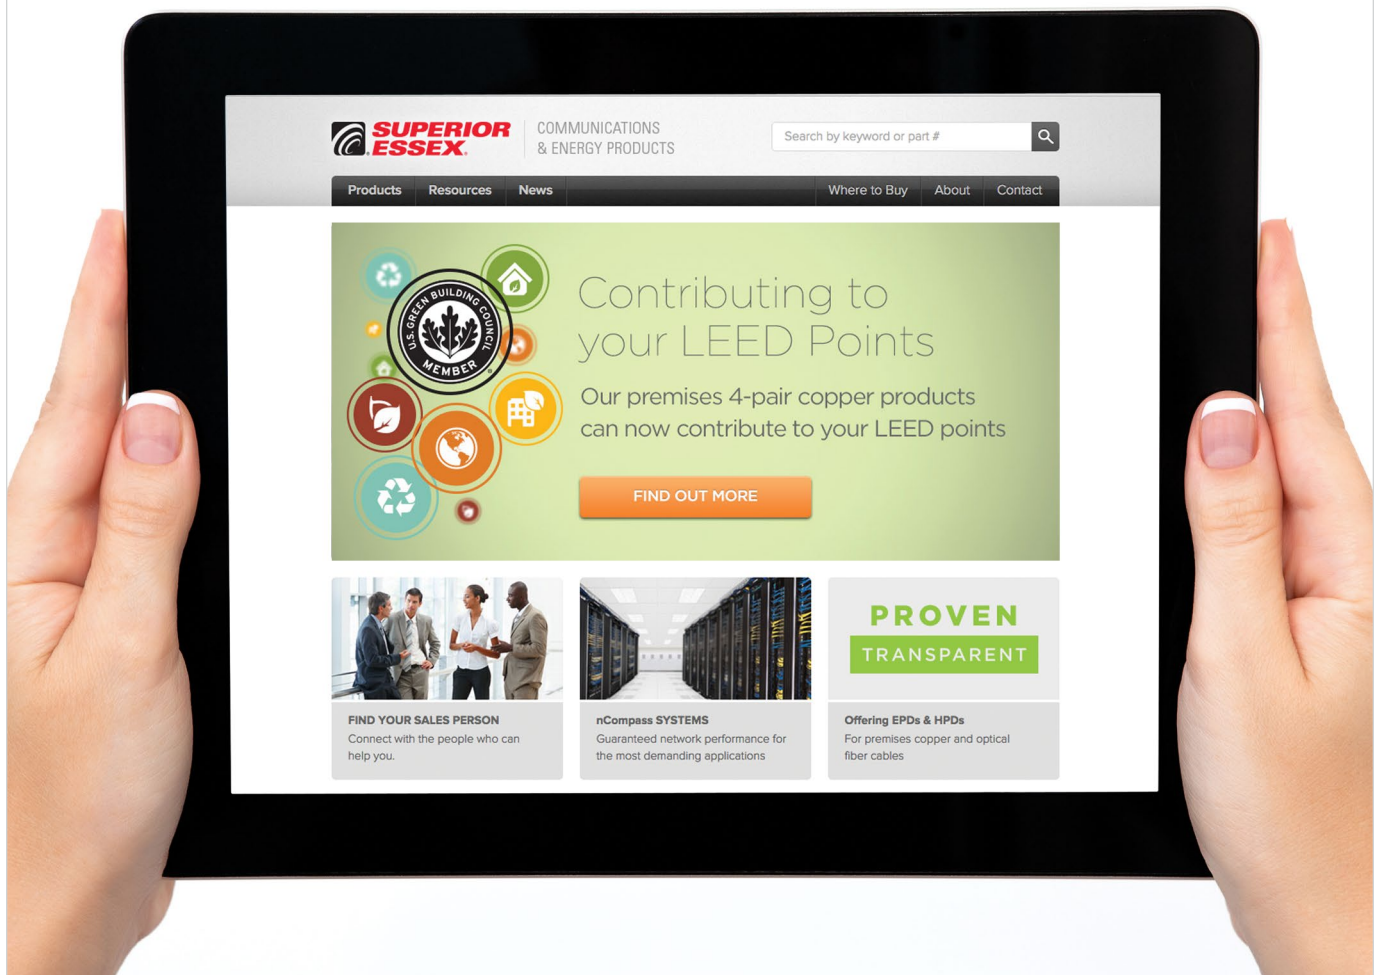 SUPERIOR
ESSEX
COMMUNICATIONS
& ENERGY PRODUCTS
Search by keyword or part #
Products
Resources
News
Where to Buy
About
Contact
U.S. GREEN BUILDING COUNCIL
MEMBER
Contributing to
your LEED Points
Our premises 4-pair copper products
can now contribute to your LEED points
FIND OUT MORE
FIND YOUR SALES PERSON
Connect with the people who can
help you.
nCompass SYSTEMS
Guaranteed network performance for
the most demanding applications
PROVEN
TRANSPARENT
Offering EPDs & HPDs
For premises copper and optical
fiber cables